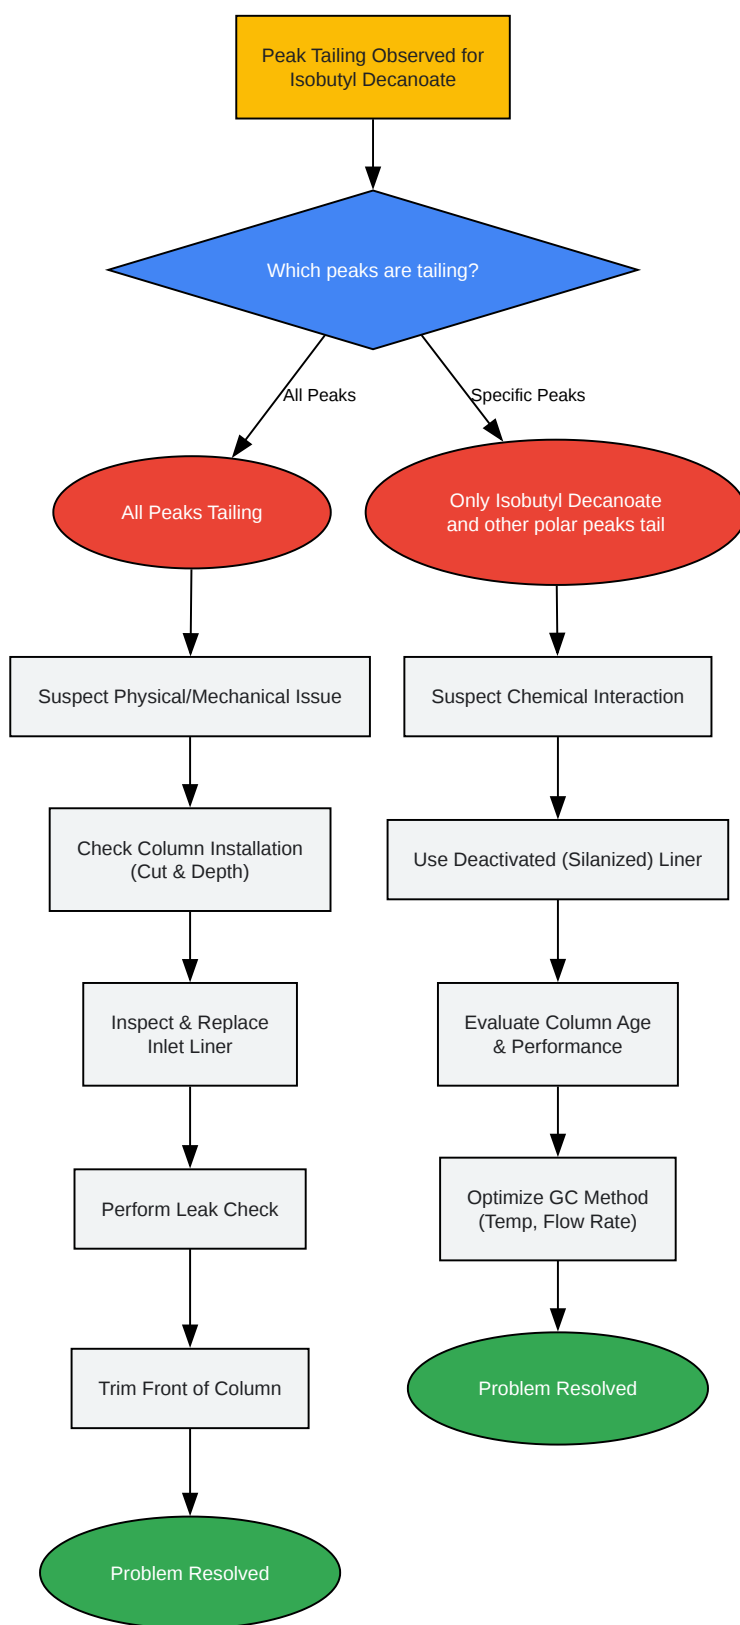 Peak Tailing Observed for
Isobutyl Decanoate
Which peaks are tailing?
All Peaks
Specific Peaks
All Peaks Tailing
Only Isobutyl Decanoate
and other polar peaks tail
Suspect Physical/Mechanical Issue
Suspect Chemical Interaction
Check Column Installation
(Cut & Depth)
Use Deactivated (Silanized) Liner
Inspect & Replace
Inlet Liner
Evaluate Column Age
& Performance
Perform Leak Check
Optimize GC Method
(Temp, Flow Rate)
Trim Front of Column
Problem Resolved
Problem Resolved